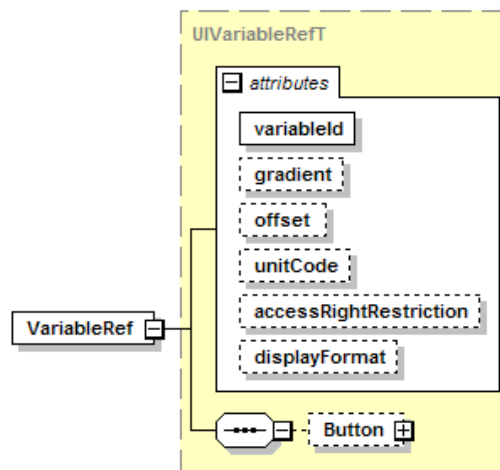 UIVariableRefT
attributes
variableId
gradient
offset
unitCode
accessRightRestriction
VariableRef
displayFormat
Button